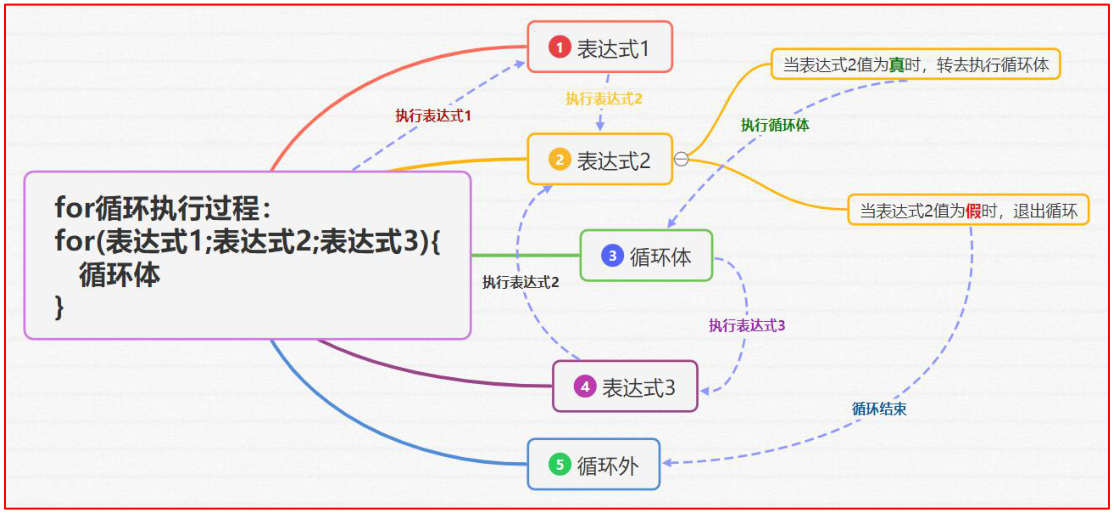 ① 表达式1
当表达式2值为真时，转去执行循环体
执行表达式1
执行表达式2
执行循环体
② 表达式2
for循环执行过程：
for(表达式1;表达式2;表达式3){
循环体
}
当表达式2值为假时，退出循环
③ 循环体
执行表达式2
执行表达式3
④ 表达式3
循环结束
⑤ 循环外